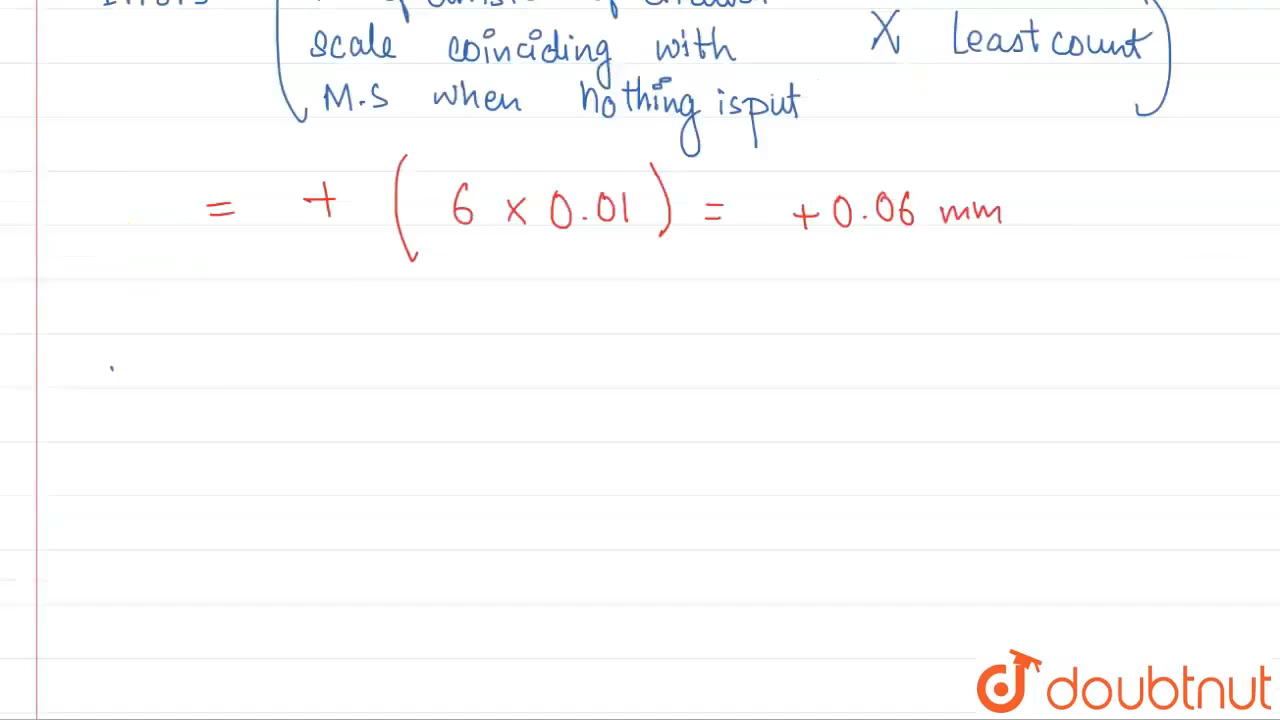 scale coinciding with X Least count
M.S when nothing is put
= + ( 6 × 0.01 ) = + 0.06 mm
doubtnut